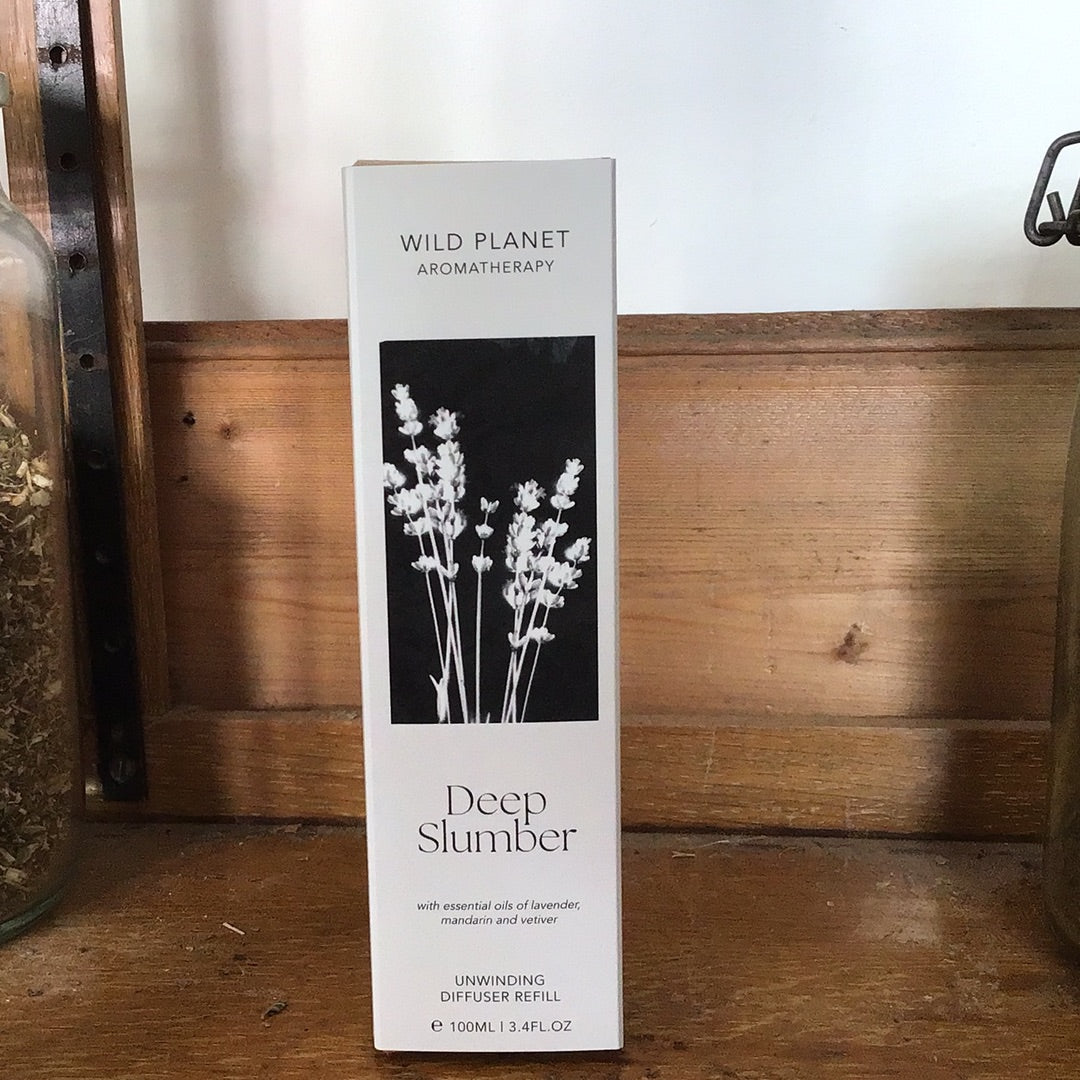 WILD PLANET
AROMATHERAPY
Deep
Slumber
with essential oils of lavender,
mandarin and vetiver
UNWINDING
DIFFUSER REFILL
℮ 100ML | 3.4FL.OZ